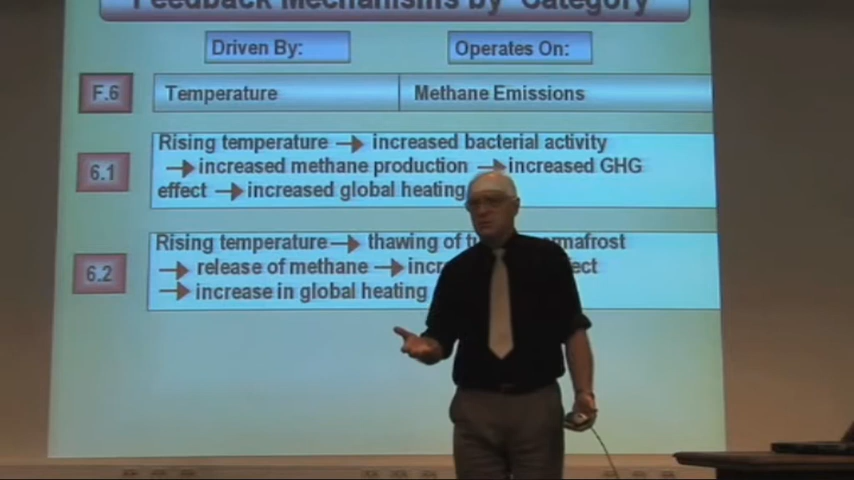 Feedback Mechanisms by Category
Driven By:
Operates On:
F.6
Temperature
Methane Emissions
6.1
Rising temperature → increased bacterial activity
→ increased methane production → increased GHG
effect → increased global heating
6.2
Rising temperature → thawing of permafrost
→ release of methane →
→ increase in global heating